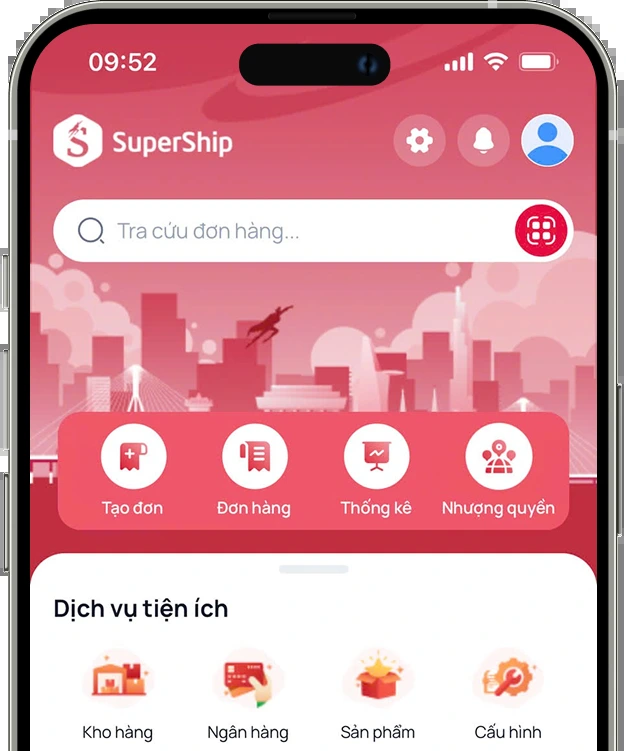 09:52
SuperShip
Tra cứu đơn hàng...
Tạo đơn
Đơn hàng
Thống kê
Nhượng quyền
Dịch vụ tiện ích
Kho hàng
Ngân hàng
Sản phẩm
Cấu hình